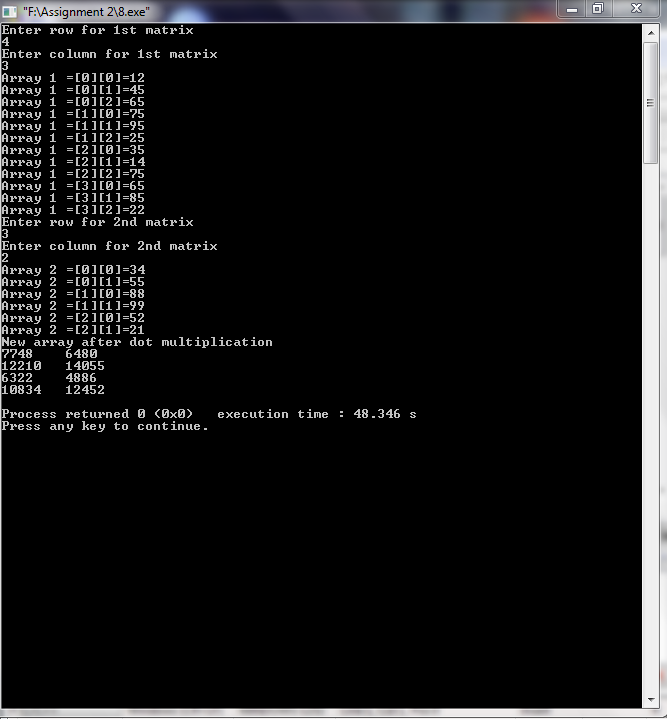 "F:\Assignment 2\8.exe"
Enter row for 1st matrix
4
Enter column for 1st matrix
3
Array 1 =[0][0]=12
Array 1 =[0][1]=45
Array 1 =[0][2]=65
Array 1 =[1][0]=75
Array 1 =[1][1]=95
Array 1 =[1][2]=25
Array 1 =[2][0]=35
Array 1 =[2][1]=14
Array 1 =[2][2]=75
Array 1 =[3][0]=65
Array 1 =[3][1]=85
Array 1 =[3][2]=22
Enter row for 2nd matrix
3
Enter column for 2nd matrix
2
Array 2 =[0][0]=34
Array 2 =[0][1]=55
Array 2 =[1][0]=88
Array 2 =[1][1]=99
Array 2 =[2][0]=52
Array 2 =[2][1]=21
New array after dot multiplication
7748    6480
12210   14055
6322    4886
10834   12452
Process returned 0 (0x0)   execution time : 48.346 s
Press any key to continue.